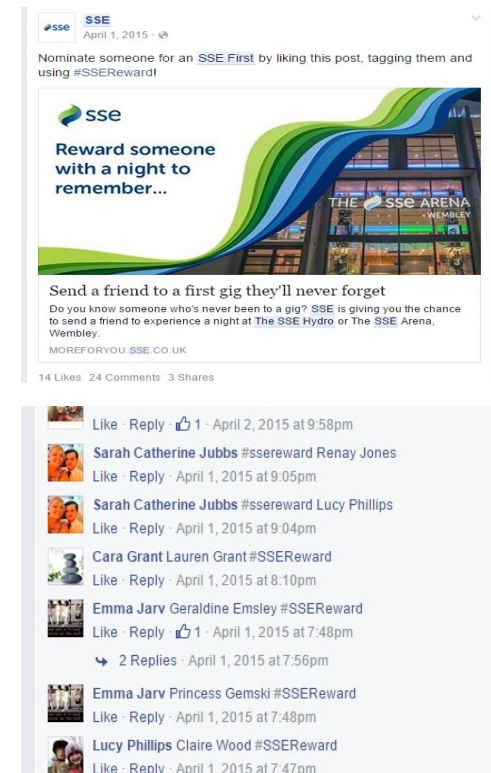 sse
SSE
April 1, 2015
Nominate someone for an SSE First by liking this post, tagging them and
using #SSEReward!
sse
Reward someone
with a night to
remember...
THE sse ARENA
WEMBLEY
Send a friend to a first gig they'll never forget
Do you know someone who's never been to a gig? SSE is giving you the chance
to send a friend to experience a night at The SSE Hydro or The SSE Arena,
Wembley.
MOREFORYOU.SSE.CO.UK
14 Likes 24 Comments 3 Shares
Like · Reply · 1 · April 2, 2015 at 9:58pm
Sarah Catherine Jubbs #ssereward Renay Jones
Like · Reply · April 1, 2015 at 9:05pm
Sarah Catherine Jubbs #ssereward Lucy Phillips
Like · Reply · April 1, 2015 at 9:04pm
Cara Grant Lauren Grant #SSEReward
Like · Reply · April 1, 2015 at 8:10pm
Emma Jarv Geraldine Emsley #SSEReward
Like · Reply · 1 · April 1, 2015 at 7:48pm
2 Replies · April 1, 2015 at 7:56pm
Emma Jarv Princess Gemski #SSEReward
Like · Reply · April 1, 2015 at 7:48pm
Lucy Phillips Claire Wood #SSEReward
Like · Reply · April 1, 2015 at 7:47pm